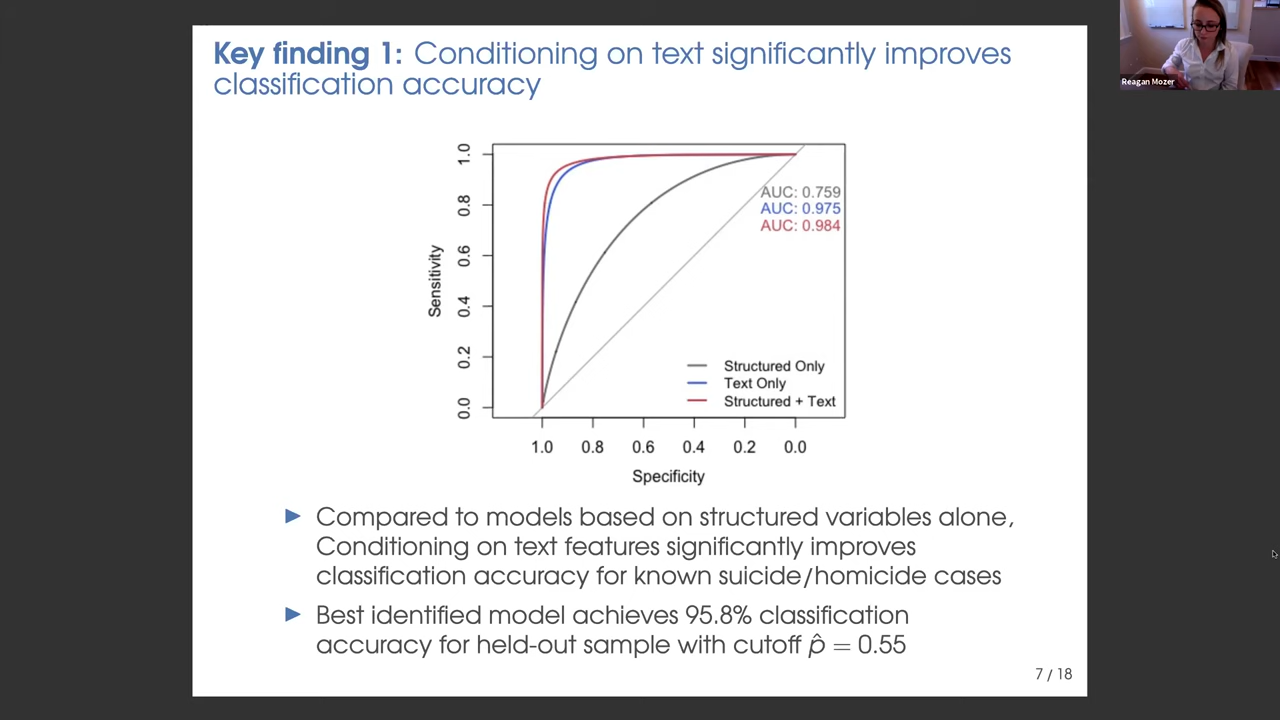 Key finding 1: Conditioning on text significantly improves
classification accuracy
Reagan Mozer
1.0
0.8
0.6
0.4
0.2
0.0
Sensitivity
AUC: 0.759
AUC: 0.975
AUC: 0.984
Structured Only
Text Only
Structured + Text
1.0 0.8 0.6 0.4 0.2 0.0
Specificity
Compared to models based on structured variables alone,
Conditioning on text features significantly improves
classification accuracy for known suicide/homicide cases
Best identified model achieves 95.8% classification
accuracy for held-out sample with cutoff p̂ = 0.55
7 / 18